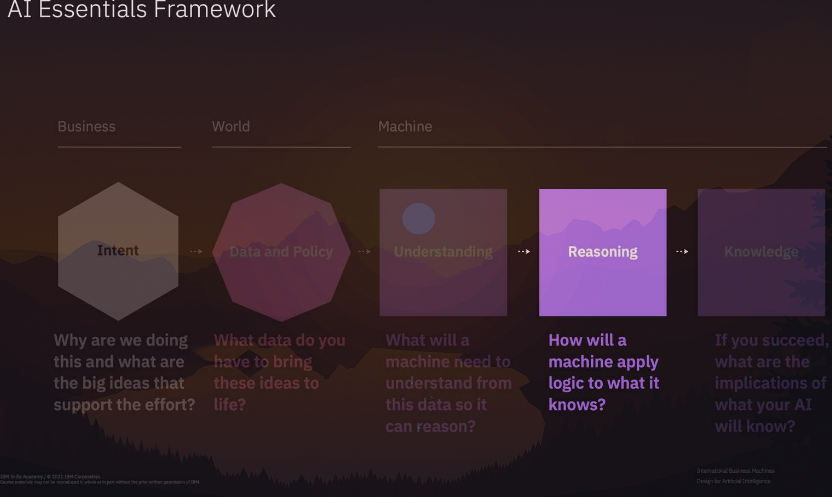 AI Essentials Framework
Business
World
Machine
Intent
Data and Policy
Understanding
Reasoning
Knowledge
Why are we doing
this and what are
the big ideas that
support the effort?
What data do you
have to bring
these ideas to
life?
What will a
machine need to
understand from
this data so it
can reason?
How will a
machine apply
logic to what it
knows?
If you succeed,
what are the
implications of
what your AI
will know?
International Business Machines
Design for Artificial Intelligence